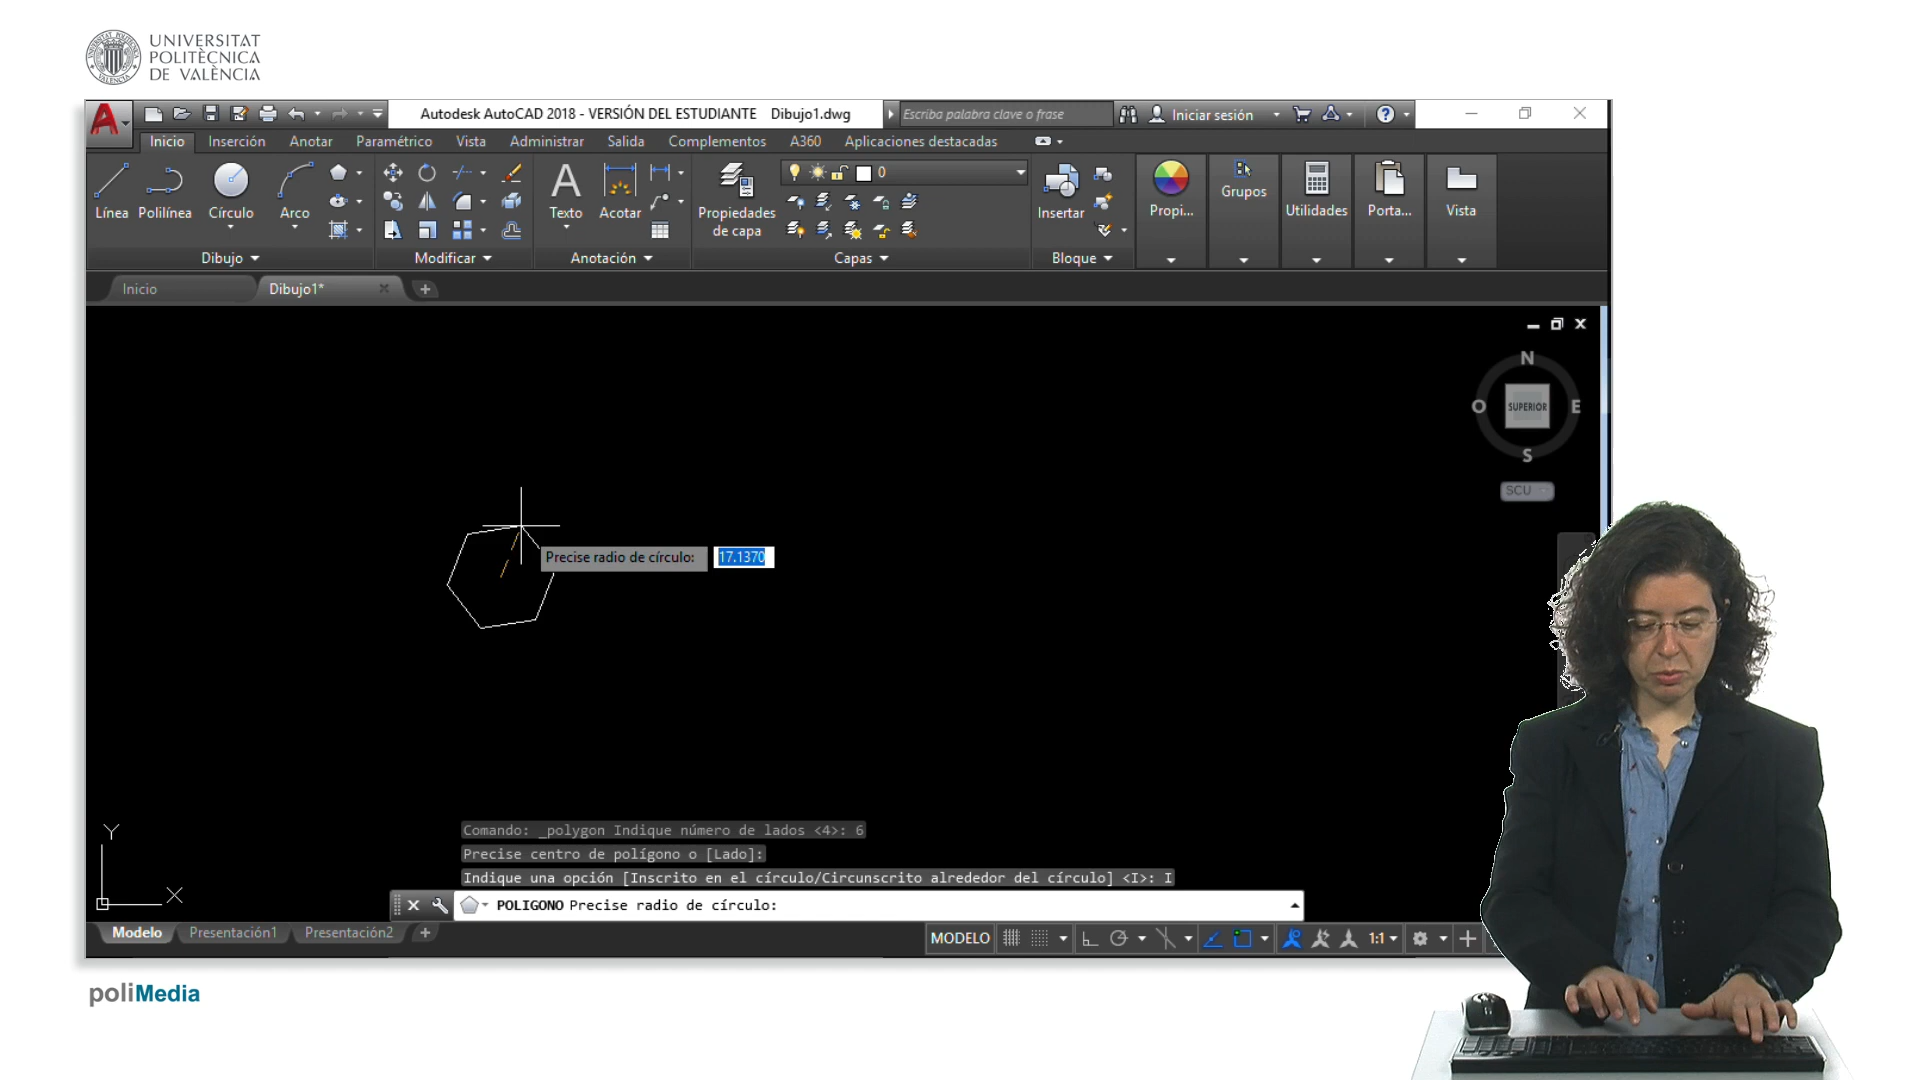 UNIVERSITAT
POLITÈCNICA
DE VALÈNCIA
Autodesk AutoCAD 2018 - VERSIÓN DEL ESTUDIANTE Dibujo1.dwg
Escriba palabra clave o frase
Iniciar sesión
Inicio Inserción Anotar Paramétrico Vista Administrar Salida Complementos A360 Aplicaciones destacadas
0
Línea Polilínea Círculo Arco
Texto Acotar
Propiedades
de capa
Insertar
Propi...
Grupos
Utilidades
Porta...
Vista
Dibujo Modificar Anotación Capas Bloque
Inicio Dibujo1*
N
O SUPERIOR E
S
SCU
Precise radio de círculo: 17.1370
Y
X
Comando: _polygon Indique número de lados <4>: 6
Precise centro de polígono o [Lado]:
Indique una opción [Inscrito en el círculo/Circunscrito alrededor del círculo] <I>: I
POLIGONO Precise radio de círculo:
Modelo Presentación1 Presentación2
MODELO 1:1
poliMedia